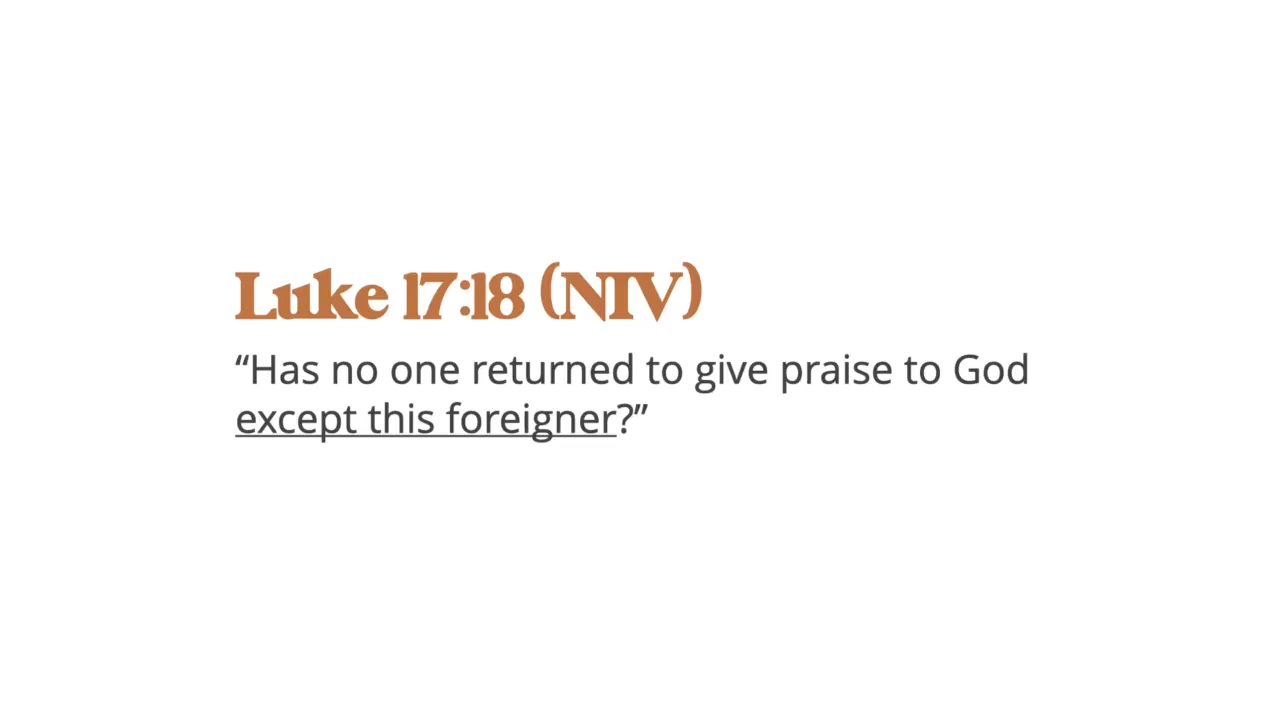 Luke 17:18 (NIV)
“Has no one returned to give praise to God
except this foreigner?”